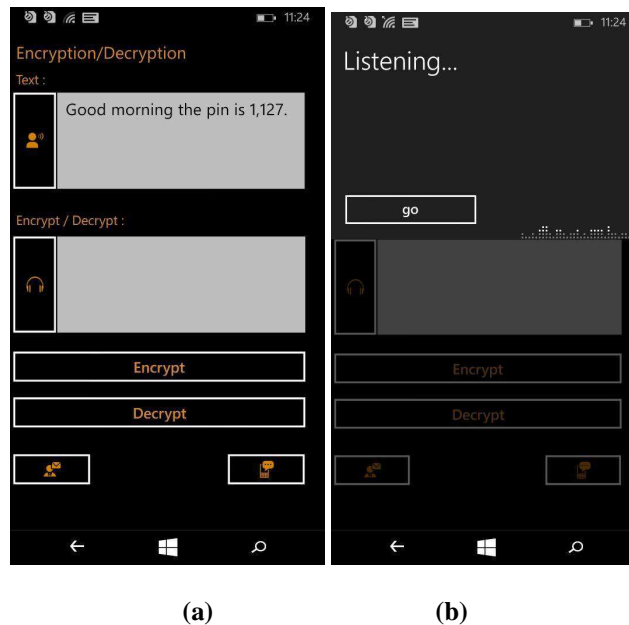 11:24
Encryption/Decryption
Text :
Good morning the pin is 1,127.
Encrypt / Decrypt :
Encrypt
Decrypt
11:24
Listening...
go
Encrypt
Decrypt
(a)
(b)